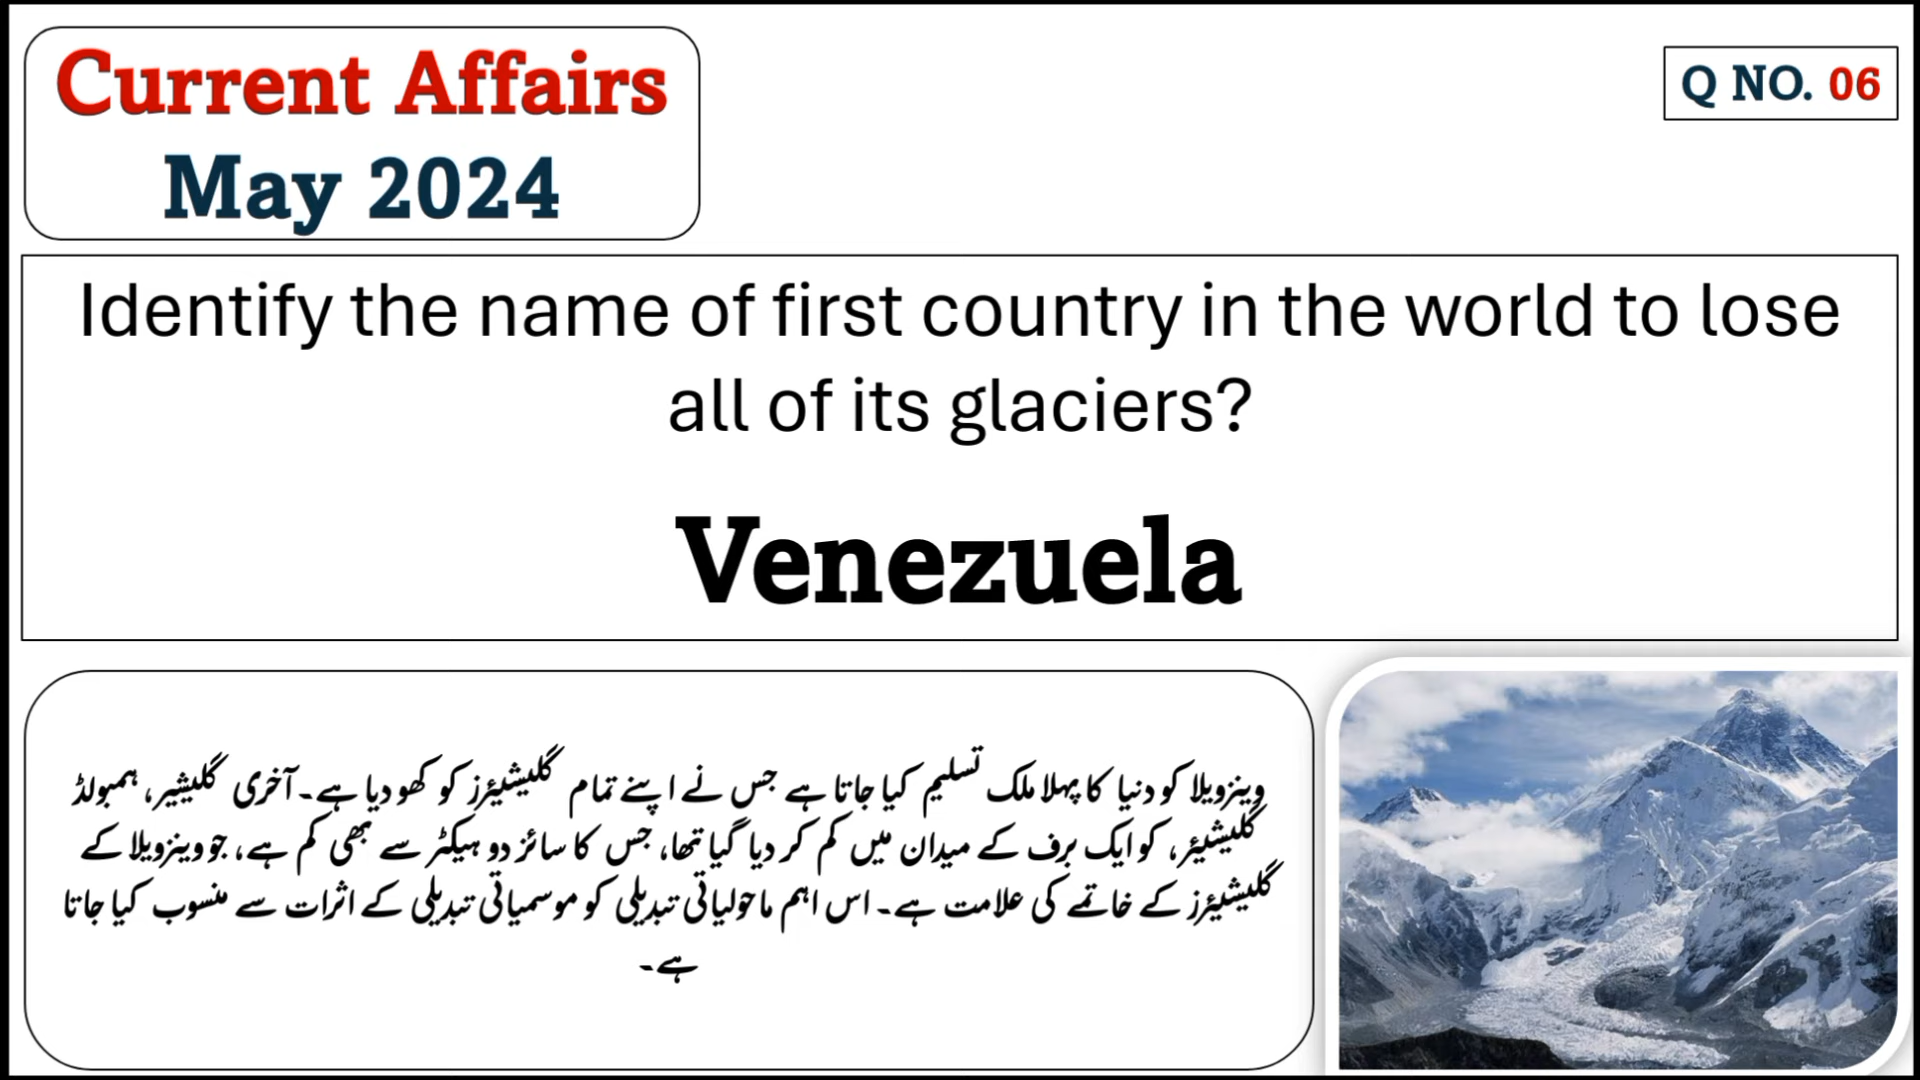 Current Affairs
May 2024
Q NO. 06
Identify the name of first country in the world to lose
all of its glaciers?
Venezuela
وینزویلا کو دنیا کا پہلا ملک تسلیم کیا جاتا ہے جس نے اپنے تمام گلیشیئرز کو کھو دیا ہے۔ آخری گلیشیر، ہمبولڈ
گلیشیئر، کو ایک برف کے میدان میں کم کر دیا گیا تھا، جس کا سائز دو ہیکٹر سے بھی کم ہے، جو وینزویلا کے
گلیشیئرز کے خاتمے کی علامت ہے۔ اس اہم ماحولیاتی تبدیلی کو موسمیاتی تبدیلی کے اثرات سے منسوب کیا جاتا
ہے۔